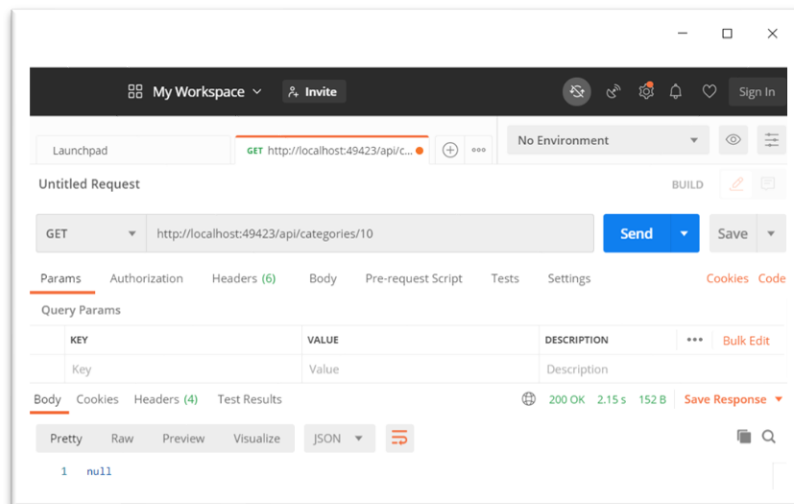 My Workspace Invite Sign In
Launchpad GET http://localhost:49423/api/c... No Environment
Untitled Request BUILD
GET http://localhost:49423/api/categories/10 Send Save
Params Authorization Headers (6) Body Pre-request Script Tests Settings Cookies Code
Query Params
KEY VALUE DESCRIPTION Bulk Edit
Key Value Description
Body Cookies Headers (4) Test Results 200 OK 2.15 s 152 B Save Response
Pretty Raw Preview Visualize JSON
1 null